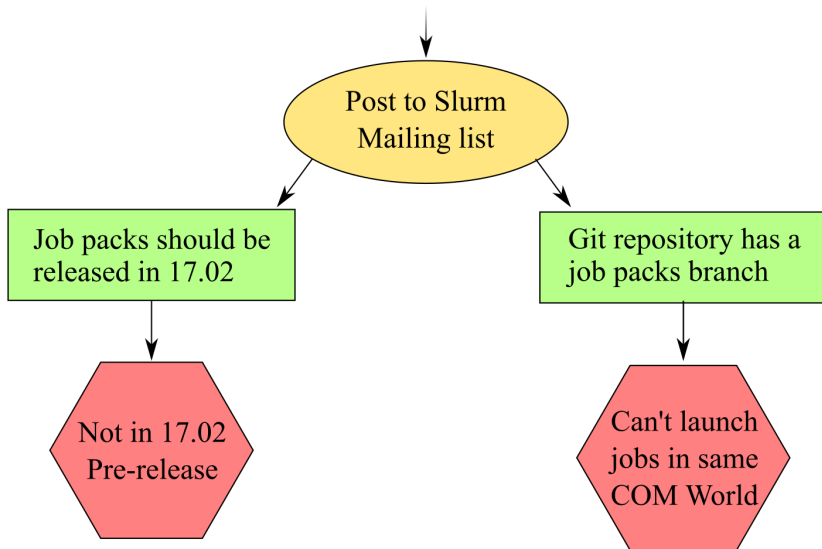 Post to Slurm
Mailing list
Job packs should be
released in 17.02
Git repository has a
job packs branch
Not in 17.02
Pre-release
Can't launch
jobs in same
COM World